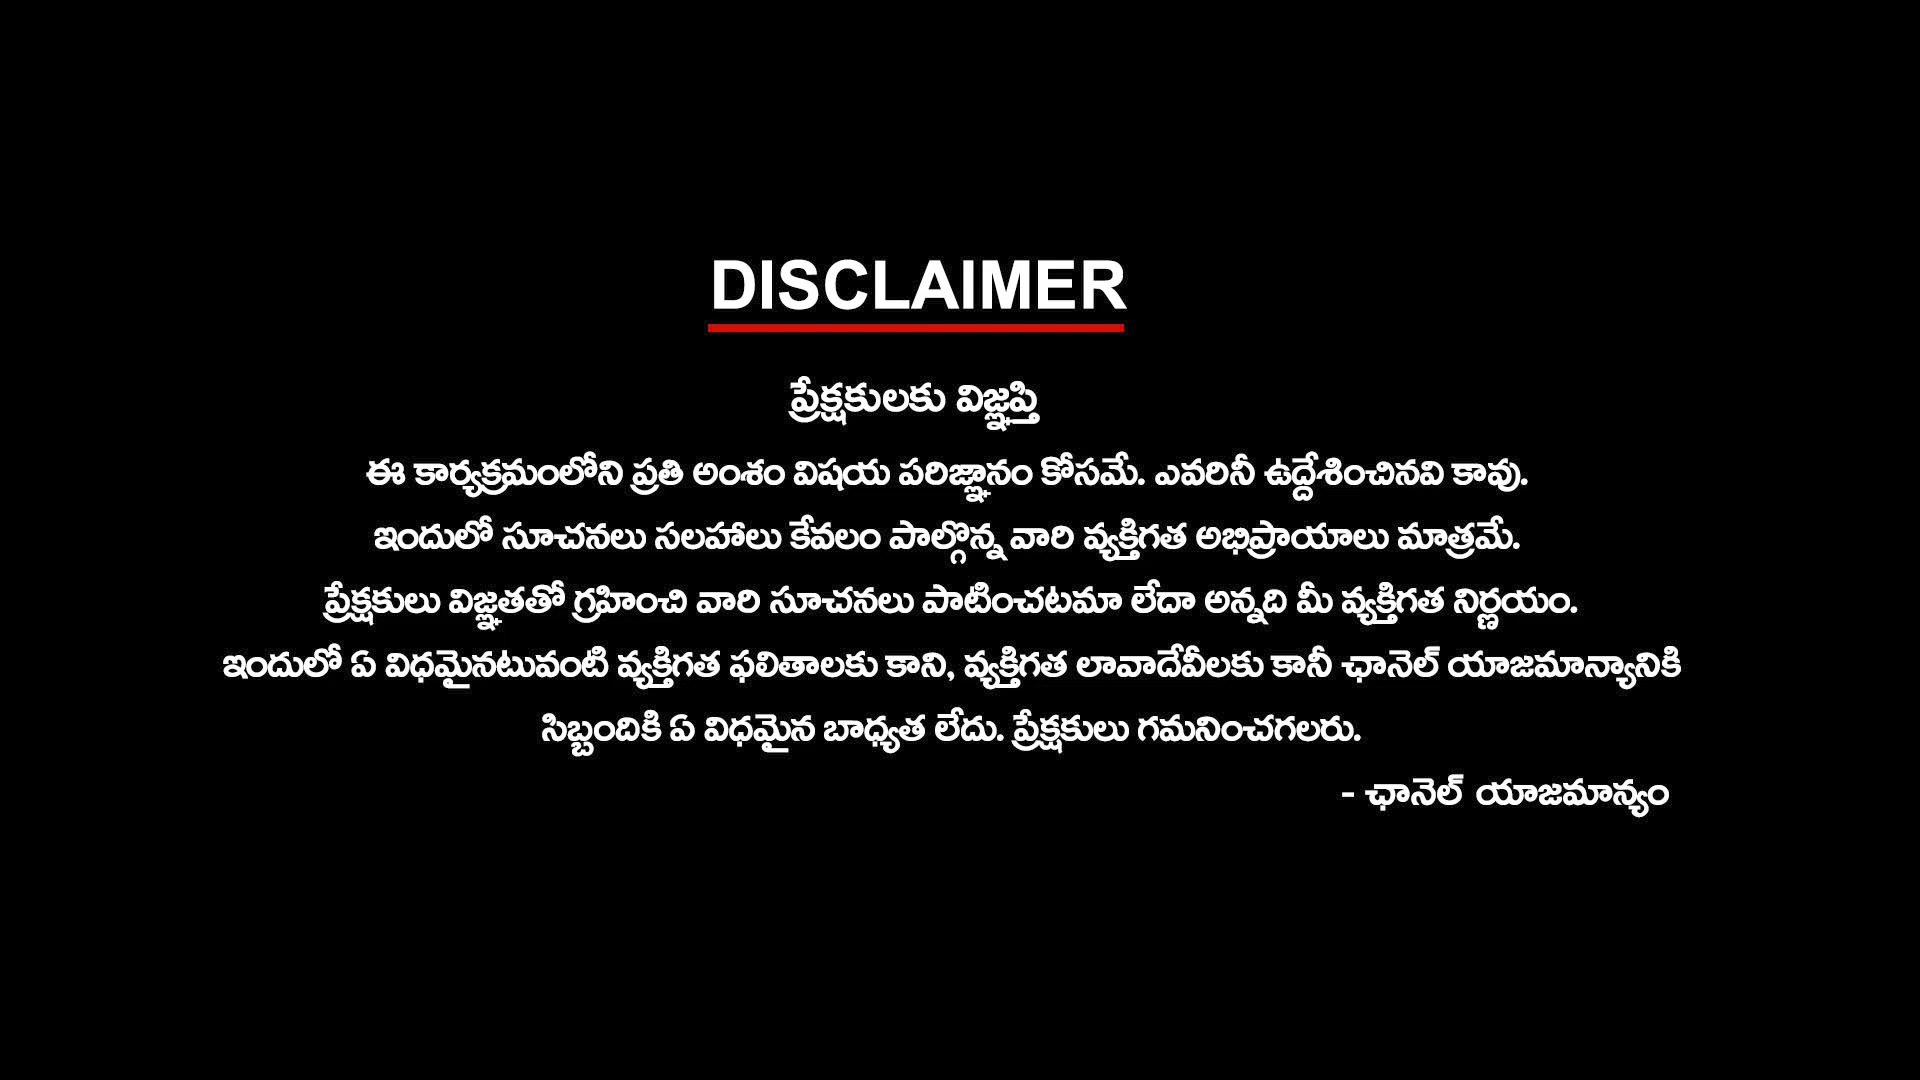 DISCLAIMER
ప్రేక్షకులకు విజ్ఞప్తి
ఈ కార్యక్రమంలోని ప్రతి అంశం విషయ పరిజ్ఞానం కోసమే. ఎవరినీ ఉద్దేశించినవి కావు.
ఇందులో సూచనలు సలహాలు కేవలం పాల్గొన్న వారి వ్యక్తిగత అభిప్రాయాలు మాత్రమే.
ప్రేక్షకులు విజ్ఞతతో గ్రహించి వారి సూచనలు పాటించటమా లేదా అన్నది మీ వ్యక్తిగత నిర్ణయం.
ఇందులో ఏ విధమైనటువంటి వ్యక్తిగత ఫలితాలకు కాని, వ్యక్తిగత లావాదేవీలకు కానీ ఛానెల్ యాజమాన్యానికి
సిబ్బందికి ఏ విధమైన బాధ్యత లేదు. ప్రేక్షకులు గమనించగలరు.
- ఛానెల్ యాజమాన్యం